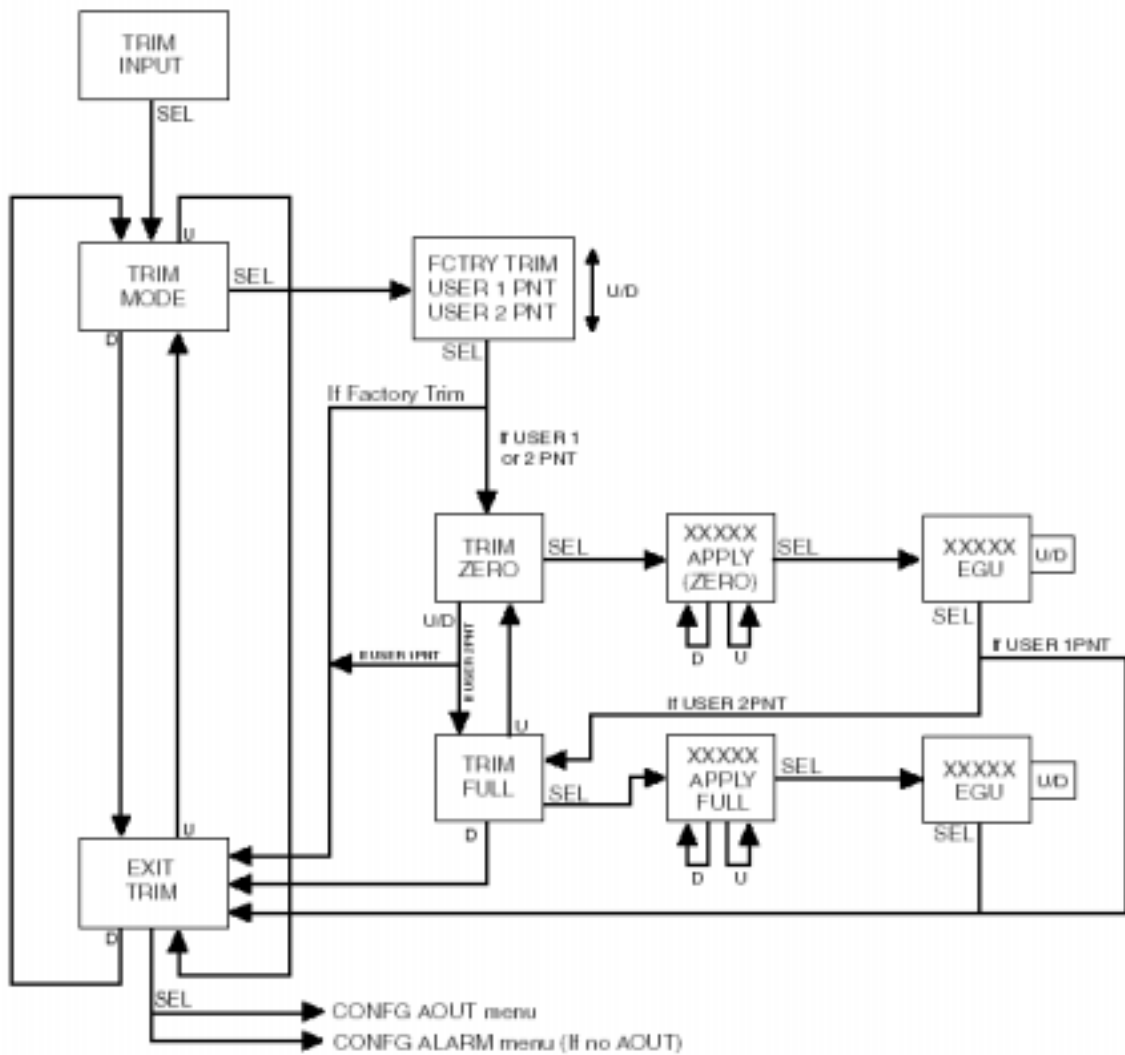 TRIM
INPUT
SEL
U
TRIM
MODE
SEL
D
FCTRY TRIM
USER 1 PNT
USER 2 PNT
U/D
SEL
If Factory Trim
If USER 1
or 2 PNT
TRIM
ZERO
SEL
XXXXX
APPLY
(ZERO)
SEL
XXXXX
EGU
U/D
U/D
D
U
SEL
If USER 1PNT
If USER 2PNT
If USER 1PNT
If USER 2PNT
U
TRIM
FULL
SEL
XXXXX
APPLY
FULL
SEL
XXXXX
EGU
U/D
D
D
U
SEL
U
EXIT
TRIM
D
SEL
CONFG AOUT menu
CONFG ALARM menu (If no AOUT)